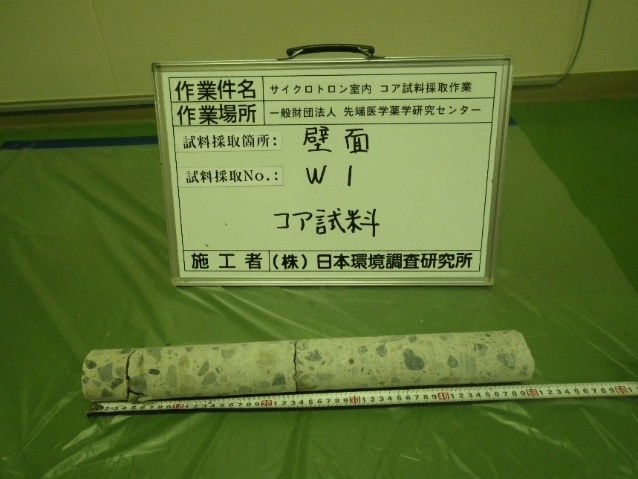 作業件名 サイクロトロン室内 コア試料採取作業
作業場所 一般財団法人 先端医学薬学研究センター
試料採取箇所: 壁面
試料採取No.: W1
コア試料
施工者 (株)日本環境調査研究所